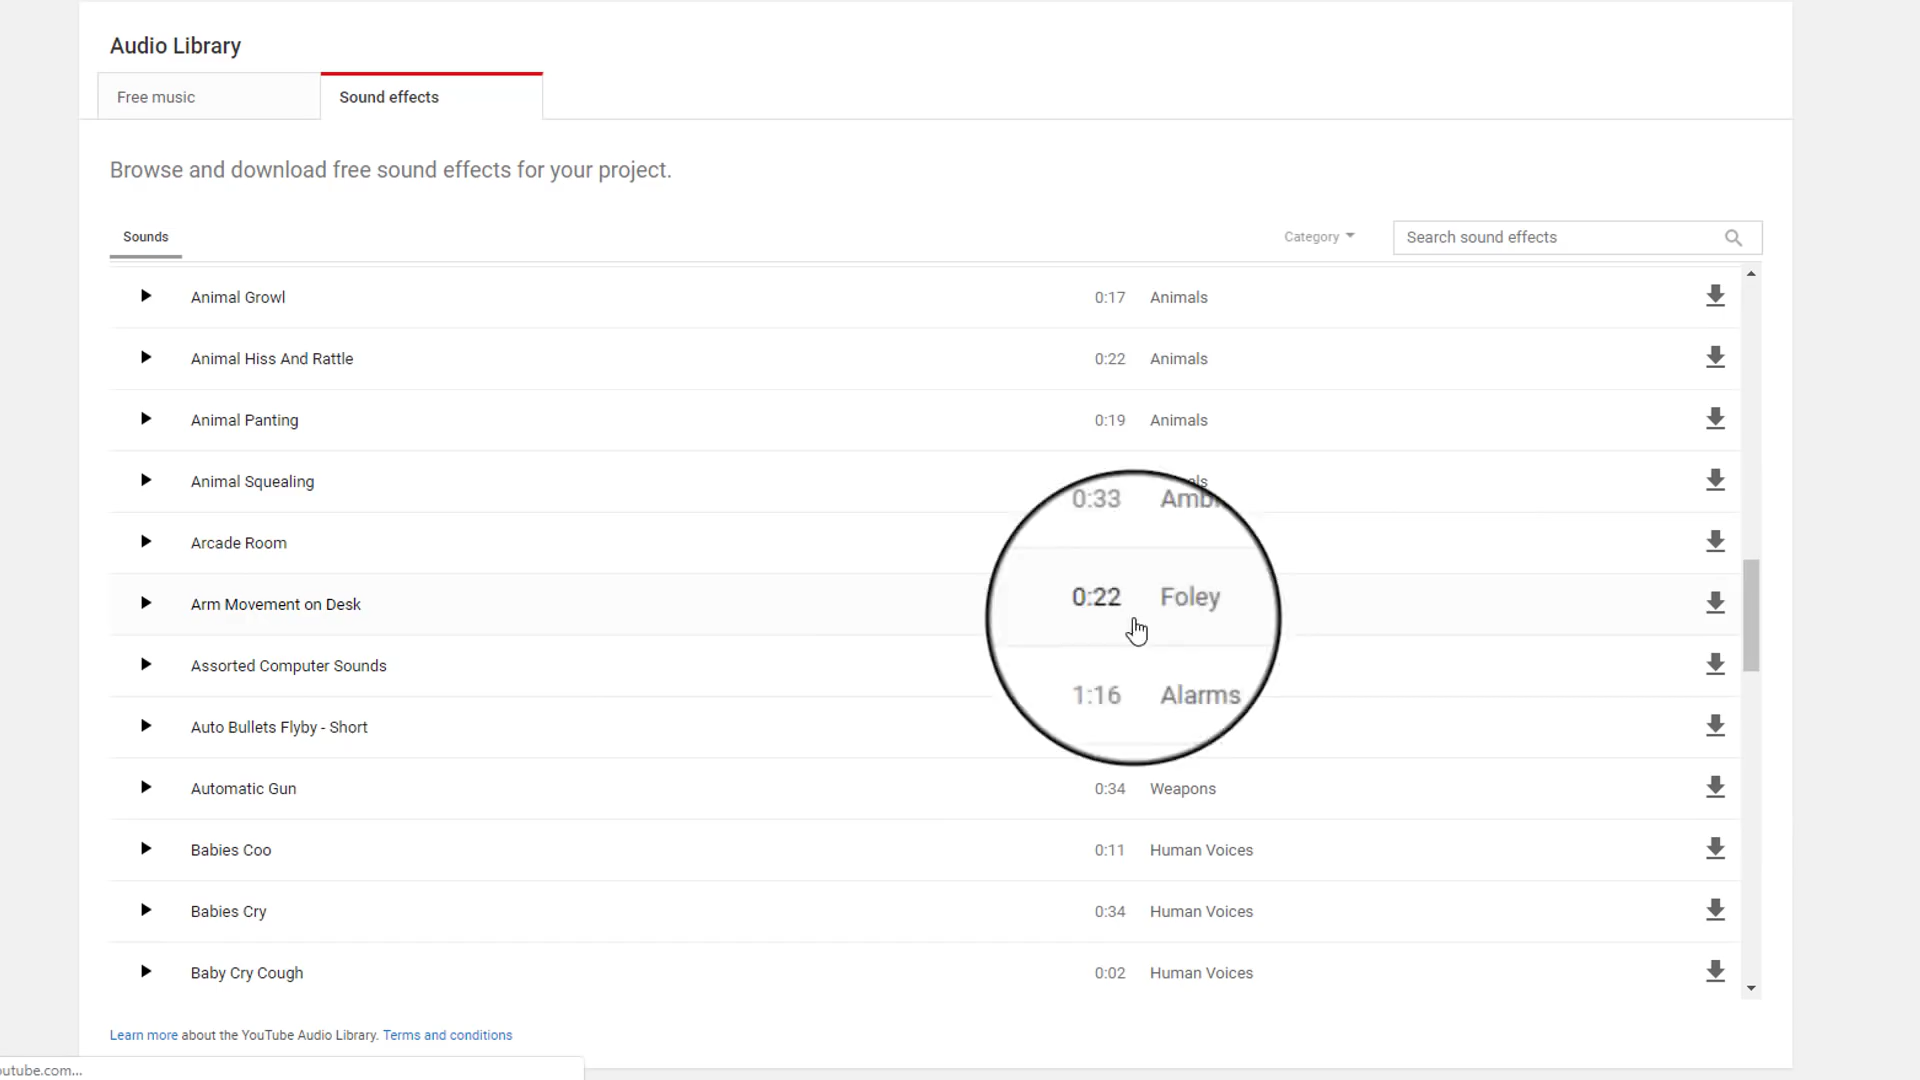 Audio Library
Free music
Sound effects
Browse and download free sound effects for your project.
Sounds
Category
Search sound effects
Animal Growl 0:17 Animals
Animal Hiss And Rattle 0:22 Animals
Animal Panting 0:19 Animals
Animal Squealing
0:33
Arcade Room
Arm Movement on Desk 0:22 Foley
Assorted Computer Sounds 1:16 Alarms
Auto Bullets Flyby - Short
Automatic Gun 0:34 Weapons
Babies Coo 0:11 Human Voices
Babies Cry 0:34 Human Voices
Baby Cry Cough 0:02 Human Voices
Learn more about the YouTube Audio Library. Terms and conditions
outube.com...